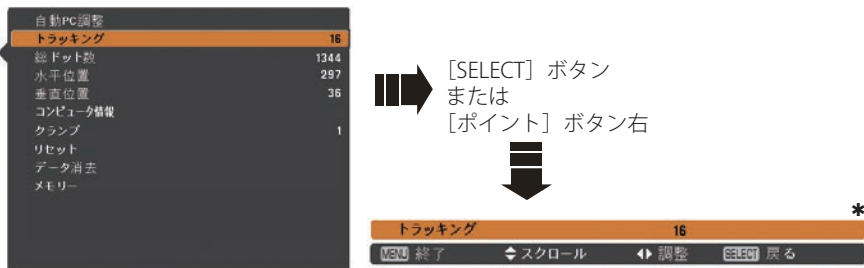 自動PC調整
トラッキング 16
総ドット数 1344
水平位置 297
垂直位置 36
コンピュータ情報
クランプ 1
リセット
データ消去
メモリー
［SELECT］ボタン
または
［ポイント］ボタン右
*
トラッキング 16
MENU 終了 スクロール 調整 SELECT 戻る